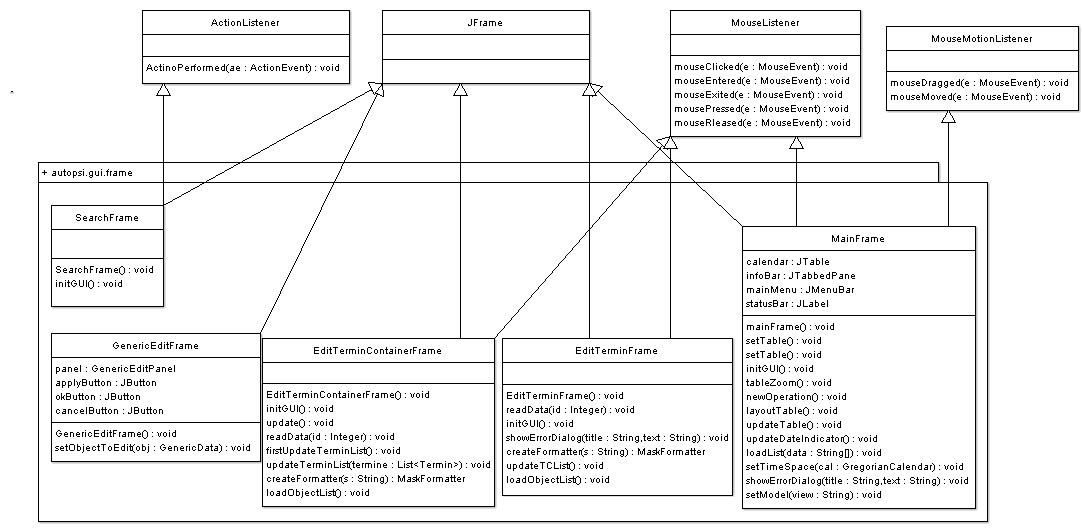 ActionListener
ActinoPerformed(ae : ActionEvent) : void
JFrame
MouseListener
mouseClicked(e : MouseEvent) : void
mouseEntered(e : MouseEvent) : void
mouseExited(e : MouseEvent) : void
mousePressed(e : MouseEvent) : void
mouseRleased(e : MouseEvent) : void
MouseMotionListener
mouseDragged(e : MouseEvent) : void
mouseMoved(e : MouseEvent) : void
+ autopsi.gui.frame
SearchFrame
SearchFrame() : void
initGUI() : void
GenericEditFrame
panel : GenericEditPanel
applyButton : JButton
okButton : JButton
cancelButton : JButton
GenericEditFrame() : void
setObjectToEdit(obj : GenericData) : void
EditTerminContainerFrame
EditTerminContainerFrame() : void
initGUI() : void
update() : void
readData(id : Integer) : void
firstUpdateTerminList() : void
updateTerminList(termine : List<Termin>) : void
createFormatter(s : String) : MaskFormatter
loadObjectList() : void
EditTerminFrame
EditTerminFrame() : void
readData(id : Integer) : void
initGUI() : void
showErrorDialog(title : String,text : String) : void
createFormatter(s : String) : MaskFormatter
updateTCList() : void
loadObjectList() : void
MainFrame
calendar : JTable
infoBar : JTabbedPane
mainMenu : JMenuBar
statusBar : JLabel
mainFrame() : void
setTable() : void
setTable() : void
initGUI() : void
tableZoom() : void
newOperation() : void
layoutTable() : void
updateTable() : void
updateDateIndicator() : void
loadList(data : String[]) : void
setTimeSpace(cal : GregorianCalendar) : void
showErrorDialog(title : String,text : String) : void
setModel(view : String) : void